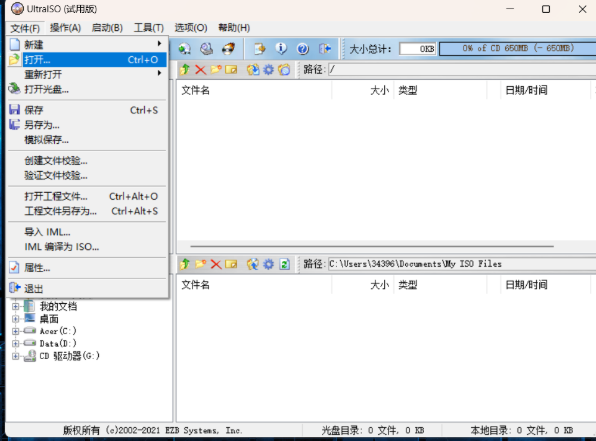 UltraISO (试用版)
文件(F) 操作(A) 启动(B) 工具(T) 选项(O) 帮助(H)
新建
打开... Ctrl+O
重新打开
打开光盘...
保存 Ctrl+S
另存为...
模拟保存...
创建文件校验...
验证文件校验...
打开工程文件... Ctrl+Alt+O
工程文件另存为... Ctrl+Alt+S
导入 IML...
IML 编译为 ISO...
属性...
退出
大小总计: 0KB 0% of CD 650MB (- 650MB)
路径: /
文件名 大小 类型 日期/时间
路径: C:\Users\34396\Documents\My ISO Files
文件名 大小 类型 日期/时间
我的文档
桌面
Acer(C:)
Data(D:)
CD 驱动器(G:)
版权所有 (c)2002-2021 EZB Systems, Inc. 光盘目录: 0 文件, 0 KB 本地目录: 0 文件, 0 KB